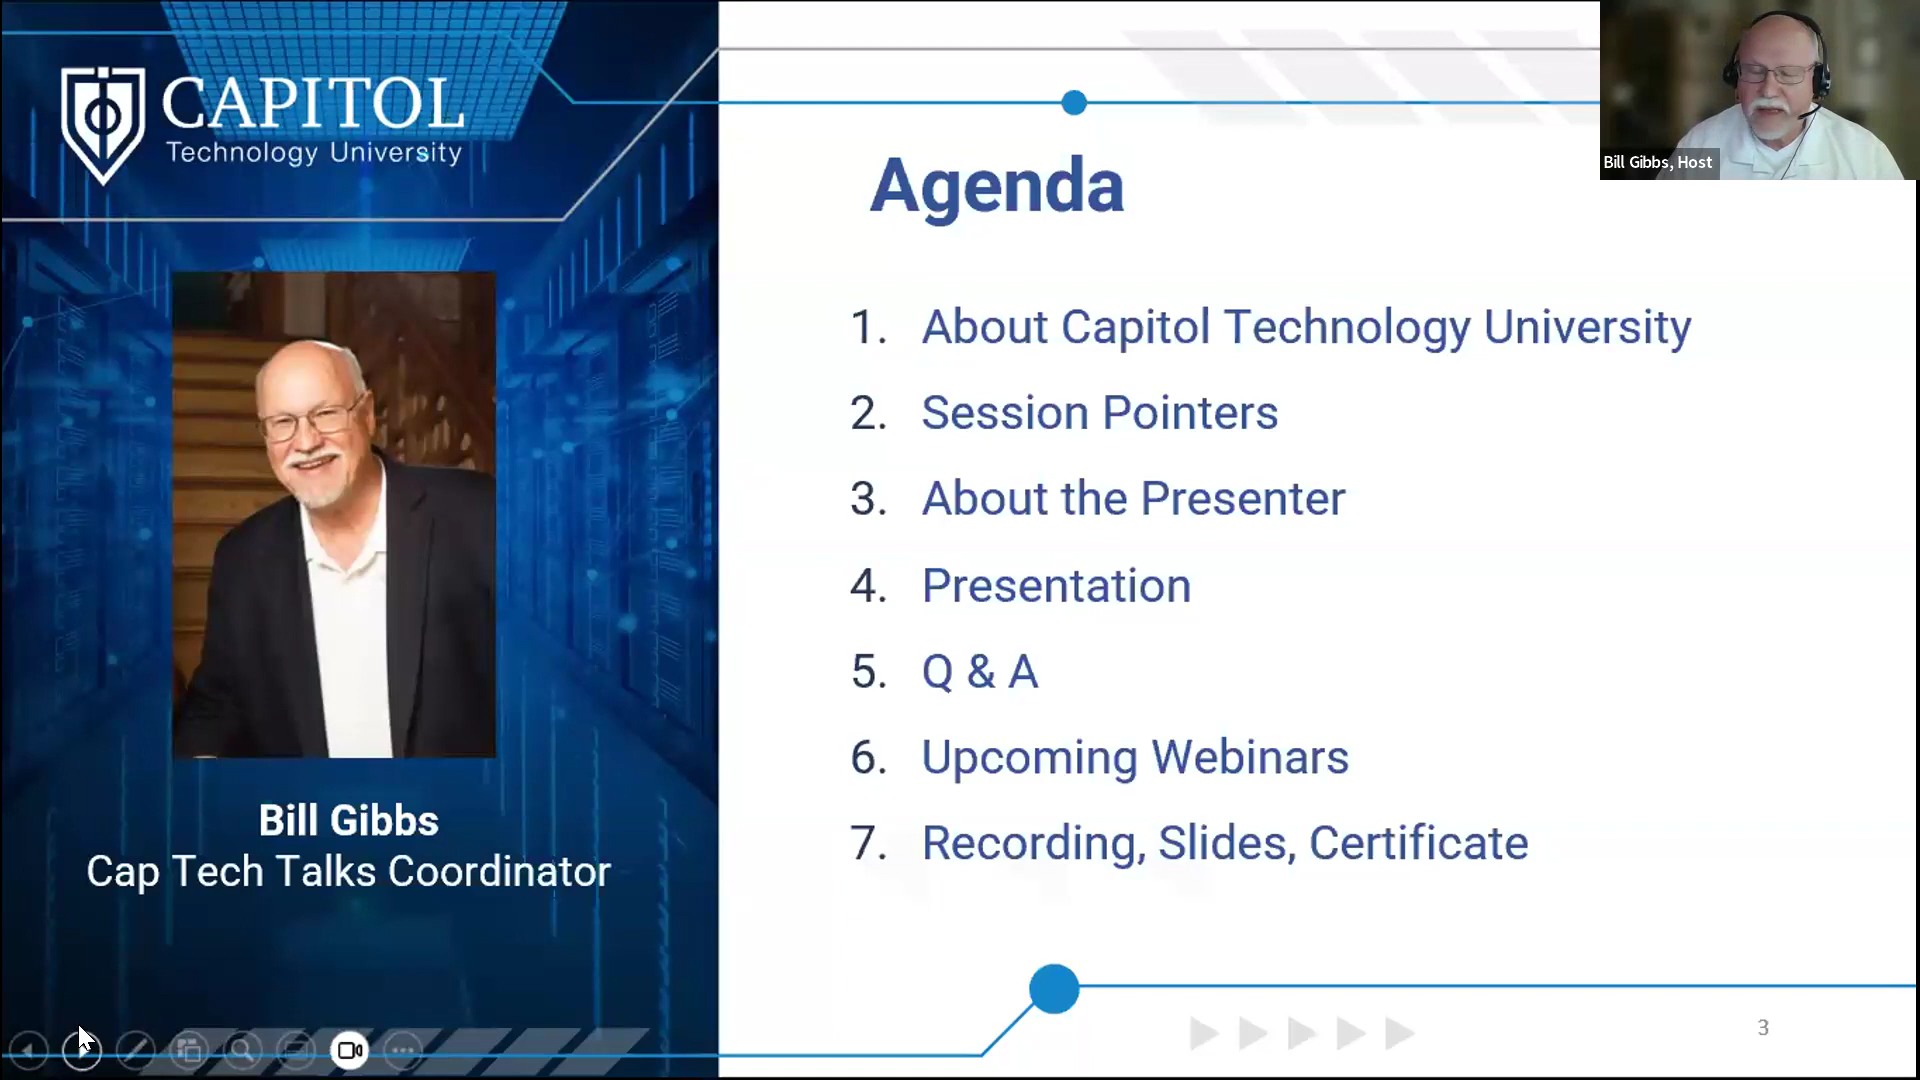 CAPITOL
Technology University
Bill Gibbs
Cap Tech Talks Coordinator
Agenda
1. About Capitol Technology University
2. Session Pointers
3. About the Presenter
4. Presentation
5. Q & A
6. Upcoming Webinars
7. Recording, Slides, Certificate
3
Bill Gibbs, Host